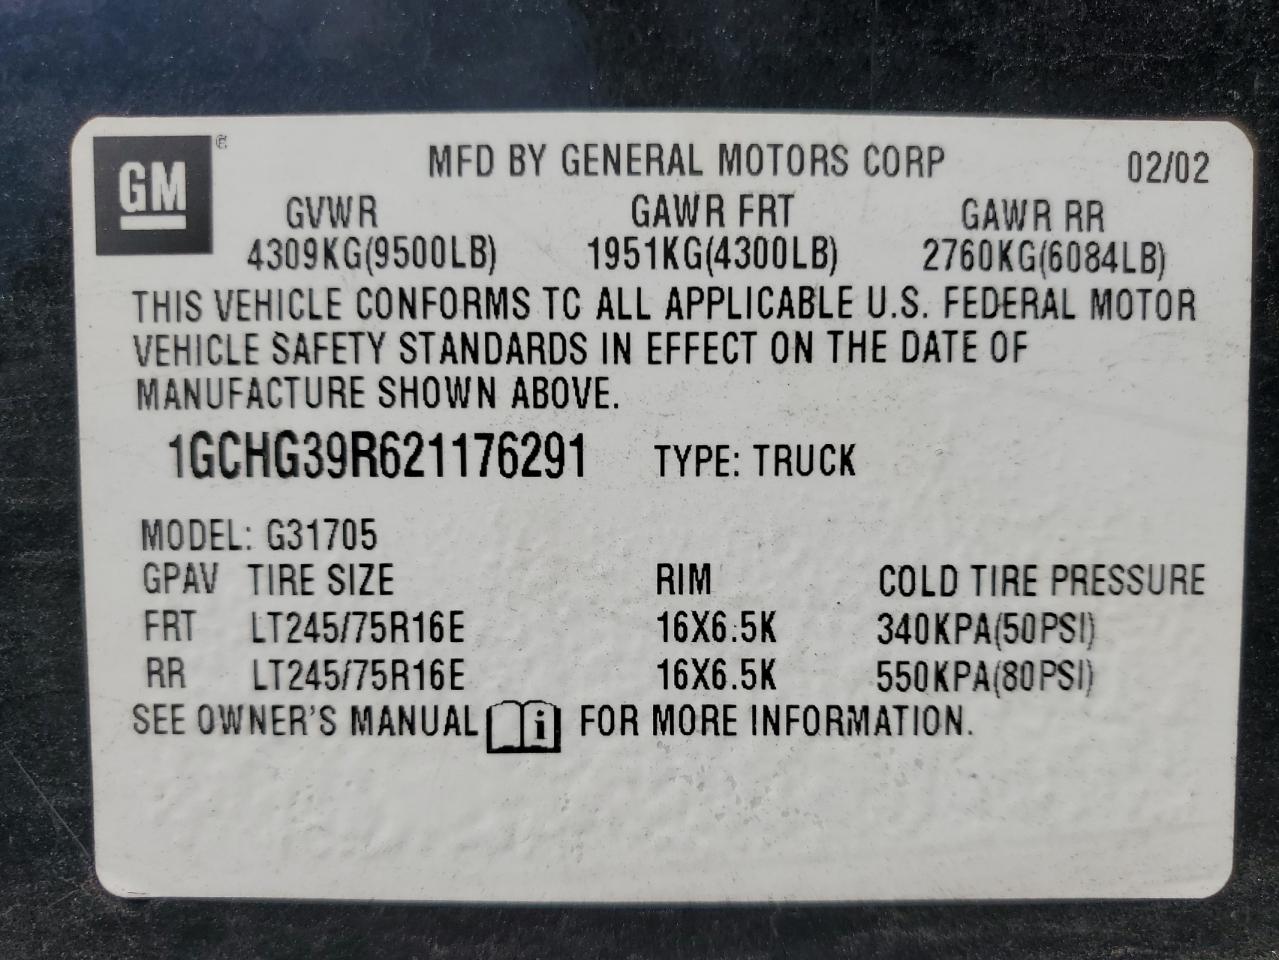 GM ®
MFD BY GENERAL MOTORS CORP 02/02
GVWR GAWR FRT GAWR RR
4309KG(9500LB) 1951KG(4300LB) 2760KG(6084LB)
THIS VEHICLE CONFORMS TC ALL APPLICABLE U.S. FEDERAL MOTOR
VEHICLE SAFETY STANDARDS IN EFFECT ON THE DATE OF
MANUFACTURE SHOWN ABOVE.
1GCHG39R621176291 TYPE: TRUCK
MODEL: G31705
GPAV TIRE SIZE RIM COLD TIRE PRESSURE
FRT LT245/75R16E 16X6.5K 340KPA(50PSI)
RR LT245/75R16E 16X6.5K 550KPA(80PSI)
SEE OWNER'S MANUAL i FOR MORE INFORMATION.